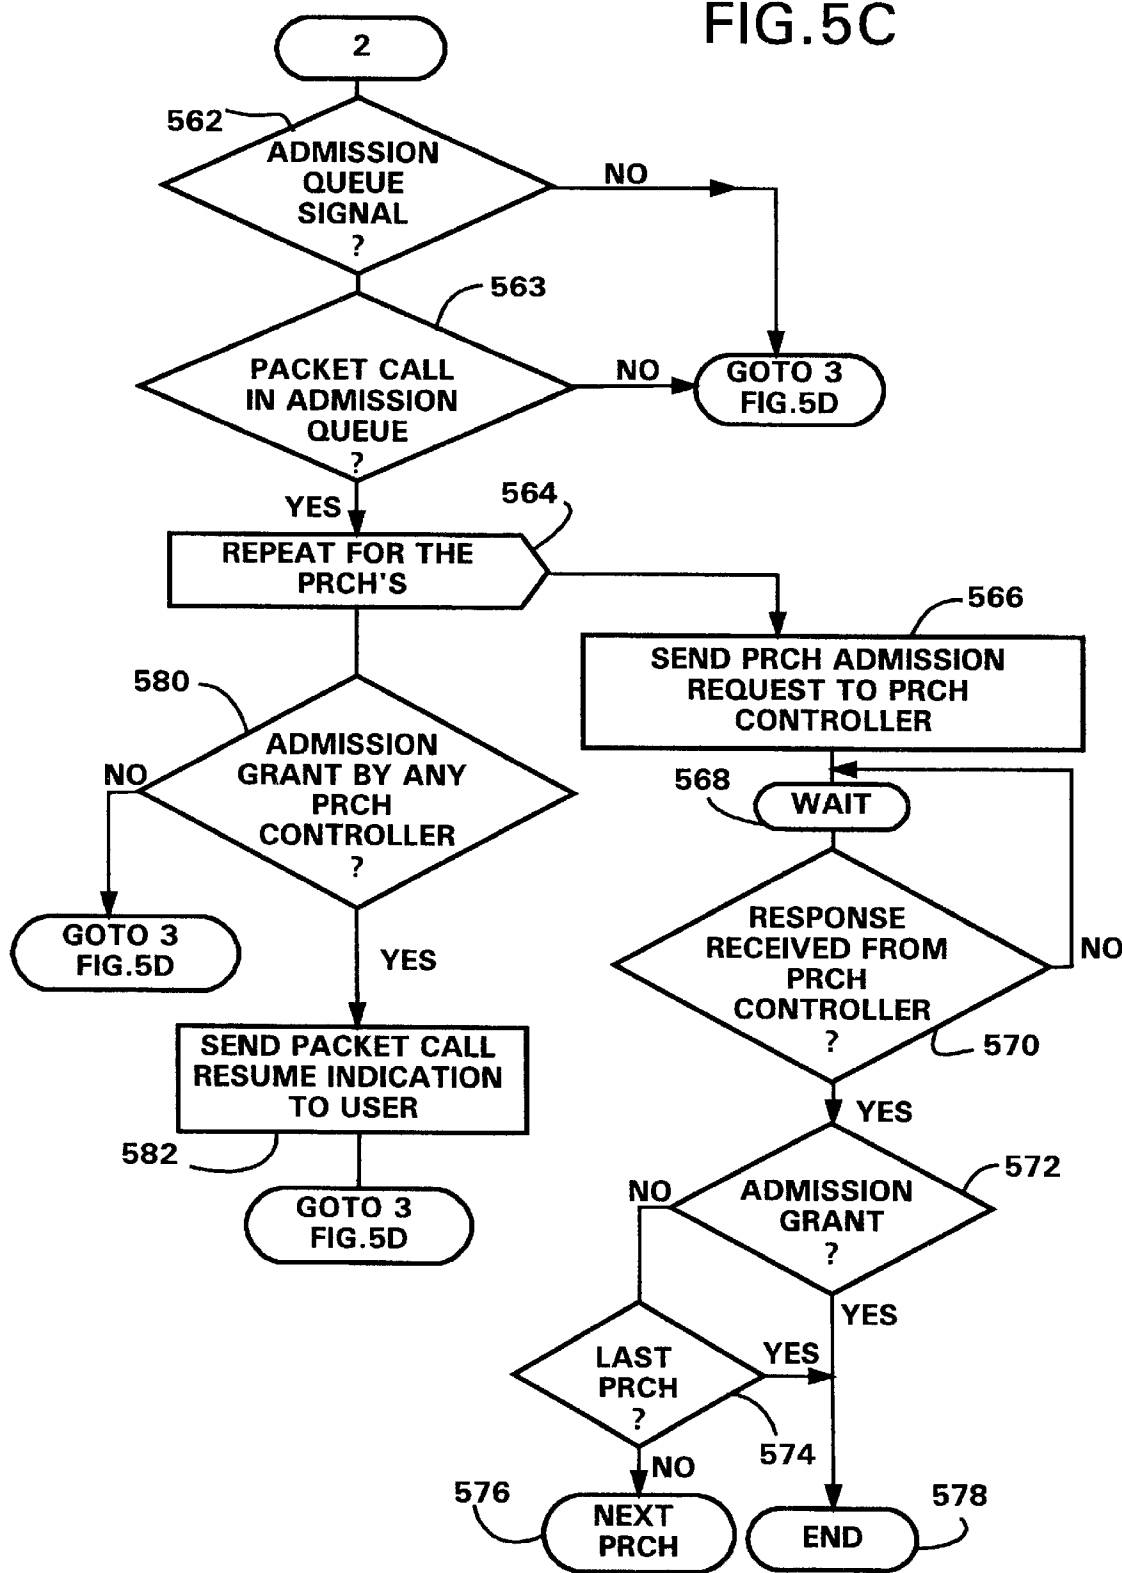 FIG.5C
2
562
ADMISSION
QUEUE
SIGNAL
?
NO
563
PACKET CALL
IN ADMISSION
QUEUE
?
NO
GOTO 3
FIG.5D
YES
564
REPEAT FOR THE
PRCH'S
566
SEND PRCH ADMISSION
REQUEST TO PRCH
CONTROLLER
580
ADMISSION
GRANT BY ANY
PRCH
CONTROLLER
?
NO
568
WAIT
GOTO 3
FIG.5D
YES
RESPONSE
RECEIVED FROM
PRCH
CONTROLLER
?
NO
570
SEND PACKET CALL
RESUME INDICATION
TO USER
582
YES
GOTO 3
FIG.5D
572
NO
ADMISSION
GRANT
?
YES
LAST
PRCH
?
YES
574
NO
576
NEXT
PRCH
END
578